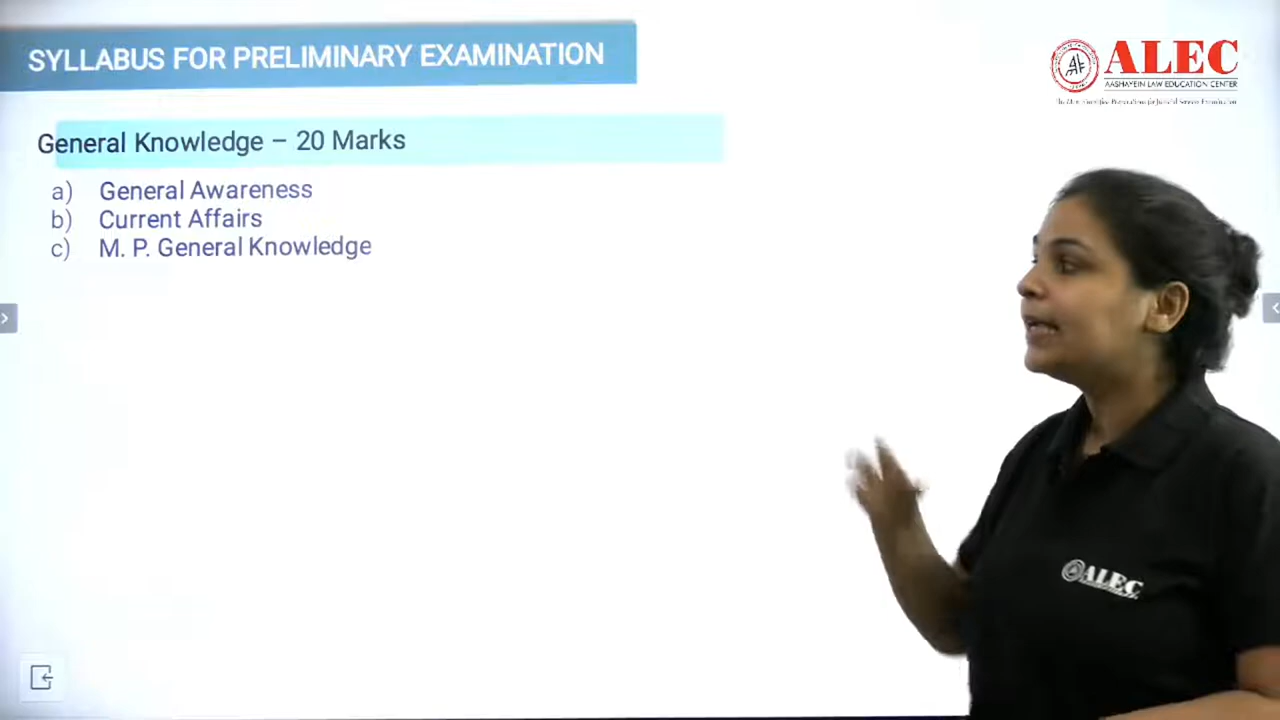 SYLLABUS FOR PRELIMINARY EXAMINATION
ALEC
AASHAYEIN LAW EDUCATION CENTER
General Knowledge – 20 Marks
a) General Awareness
b) Current Affairs
c) M. P. General Knowledge
ALEC